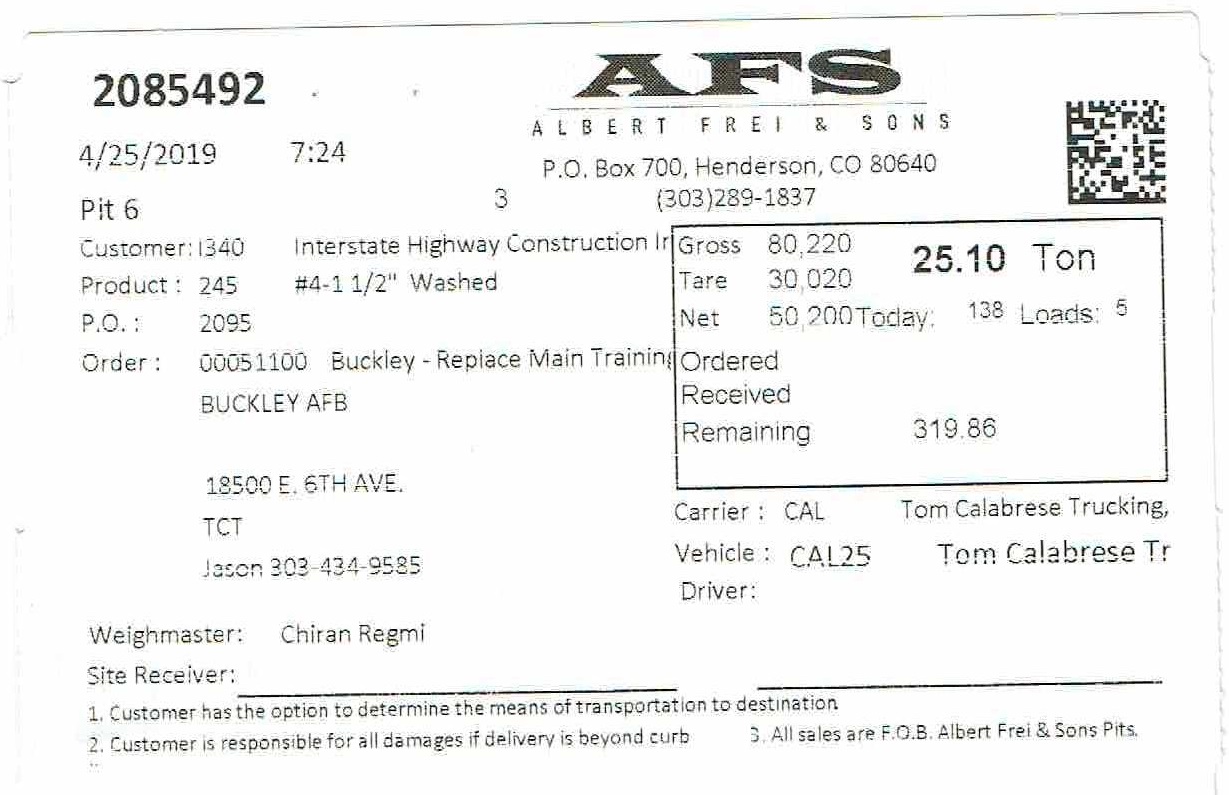 2085492
AFS
ALBERT FREI & SONS
4/25/2019 7:24
P.O. Box 700, Henderson, CO 80640
Pit 6 3 (303)289-1837
Customer: I340 Interstate Highway Construction Ir
Gross 80,220 25.10 Ton
Product : 245 #4-1 1/2" Washed
Tare 30,020
P.O. : 2095
Net 50,200 Today: 138 Loads: 5
Order : 00051100 Buckley - Replace Main Training
Ordered
BUCKLEY AFB
Received
Remaining 319.86
18500 E. 6TH AVE.
Carrier : CAL Tom Calabrese Trucking,
TCT
Vehicle : CAL25 Tom Calabrese Tr
Jason 303-434-9585
Driver:
Weighmaster: Chiran Regmi
Site Receiver:
1. Customer has the option to determine the means of transportation to destination
2. Customer is responsible for all damages if delivery is beyond curb 3. All sales are F.O.B. Albert Frei & Sons Pits.